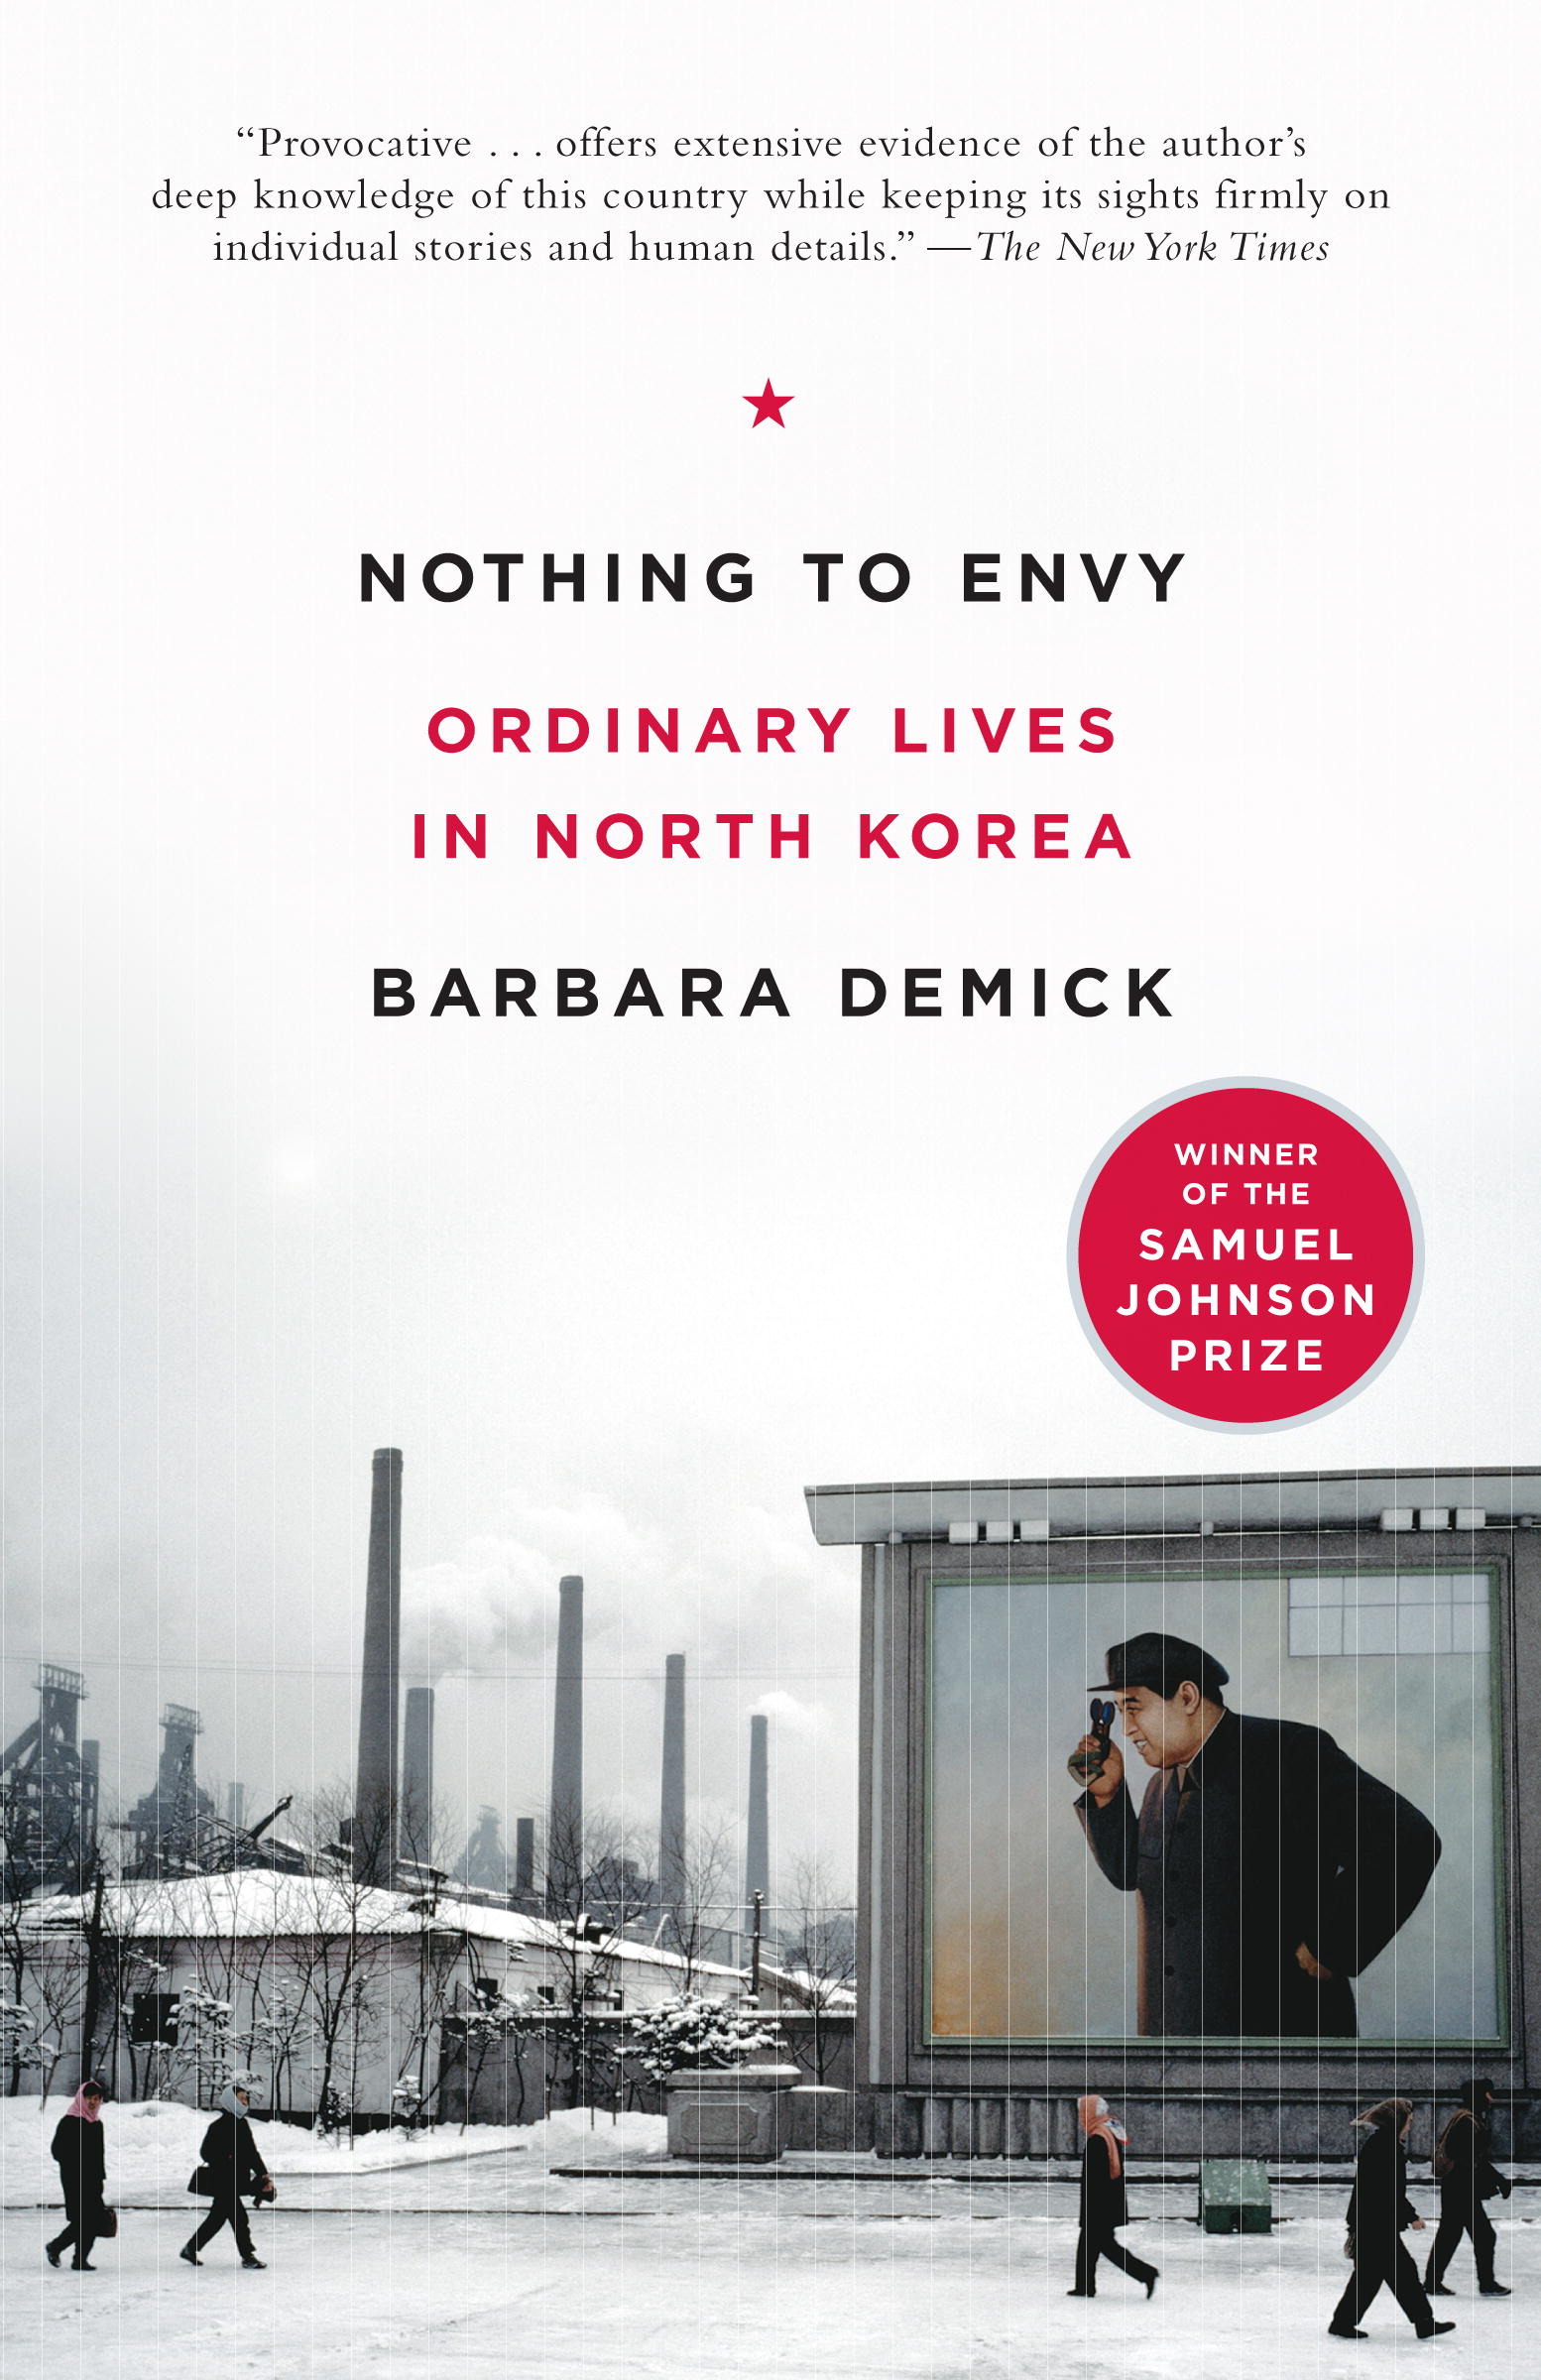 “Provocative . . . offers extensive evidence of the author’s
deep knowledge of this country while keeping its sights firmly on
individual stories and human details.” —The New York Times
NOTHING TO ENVY
ORDINARY LIVES
IN NORTH KOREA
BARBARA DEMICK
WINNER
OF THE
SAMUEL
JOHNSON
PRIZE